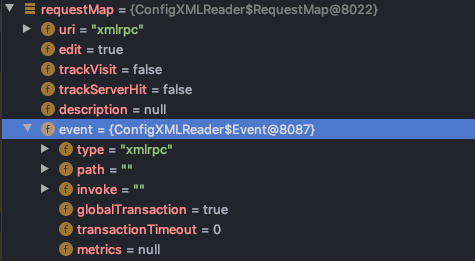 requestMap = {ConfigXMLReader$RequestMap@8022}
f uri = "xmlrpc"
f edit = true
f trackVisit = false
f trackServerHit = false
f description = null
f event = {ConfigXMLReader$Event@8087}
f type = "xmlrpc"
f path = ""
f invoke = ""
f globalTransaction = true
f transactionTimeout = 0
f metrics = null